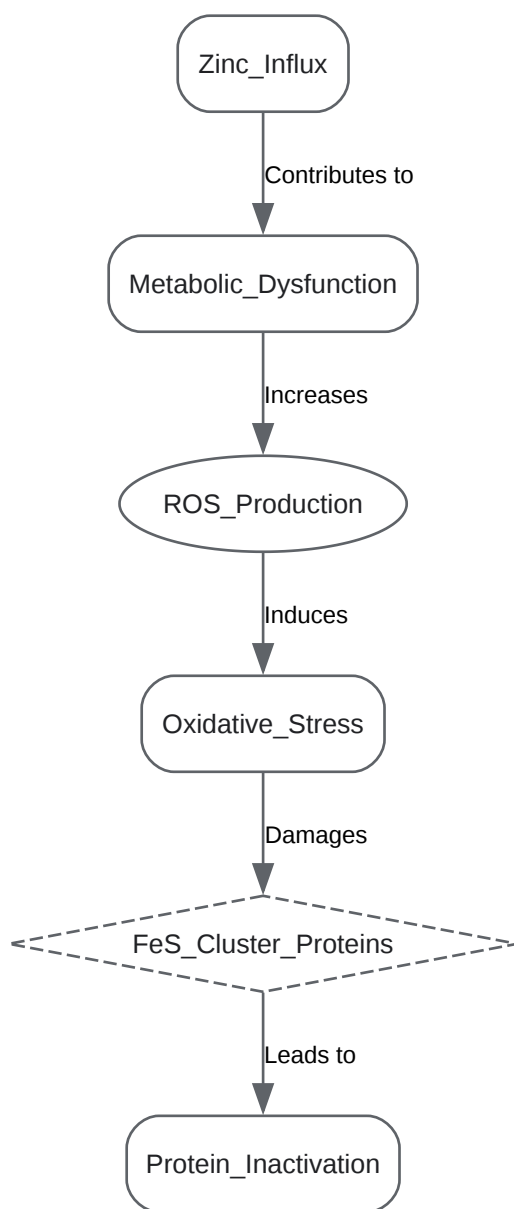 Zinc_Influx
Contributes to
Metabolic_Dysfunction
Increases
ROS_Production
Induces
Oxidative_Stress
Damages
FeS_Cluster_Proteins
Leads to
Protein_Inactivation